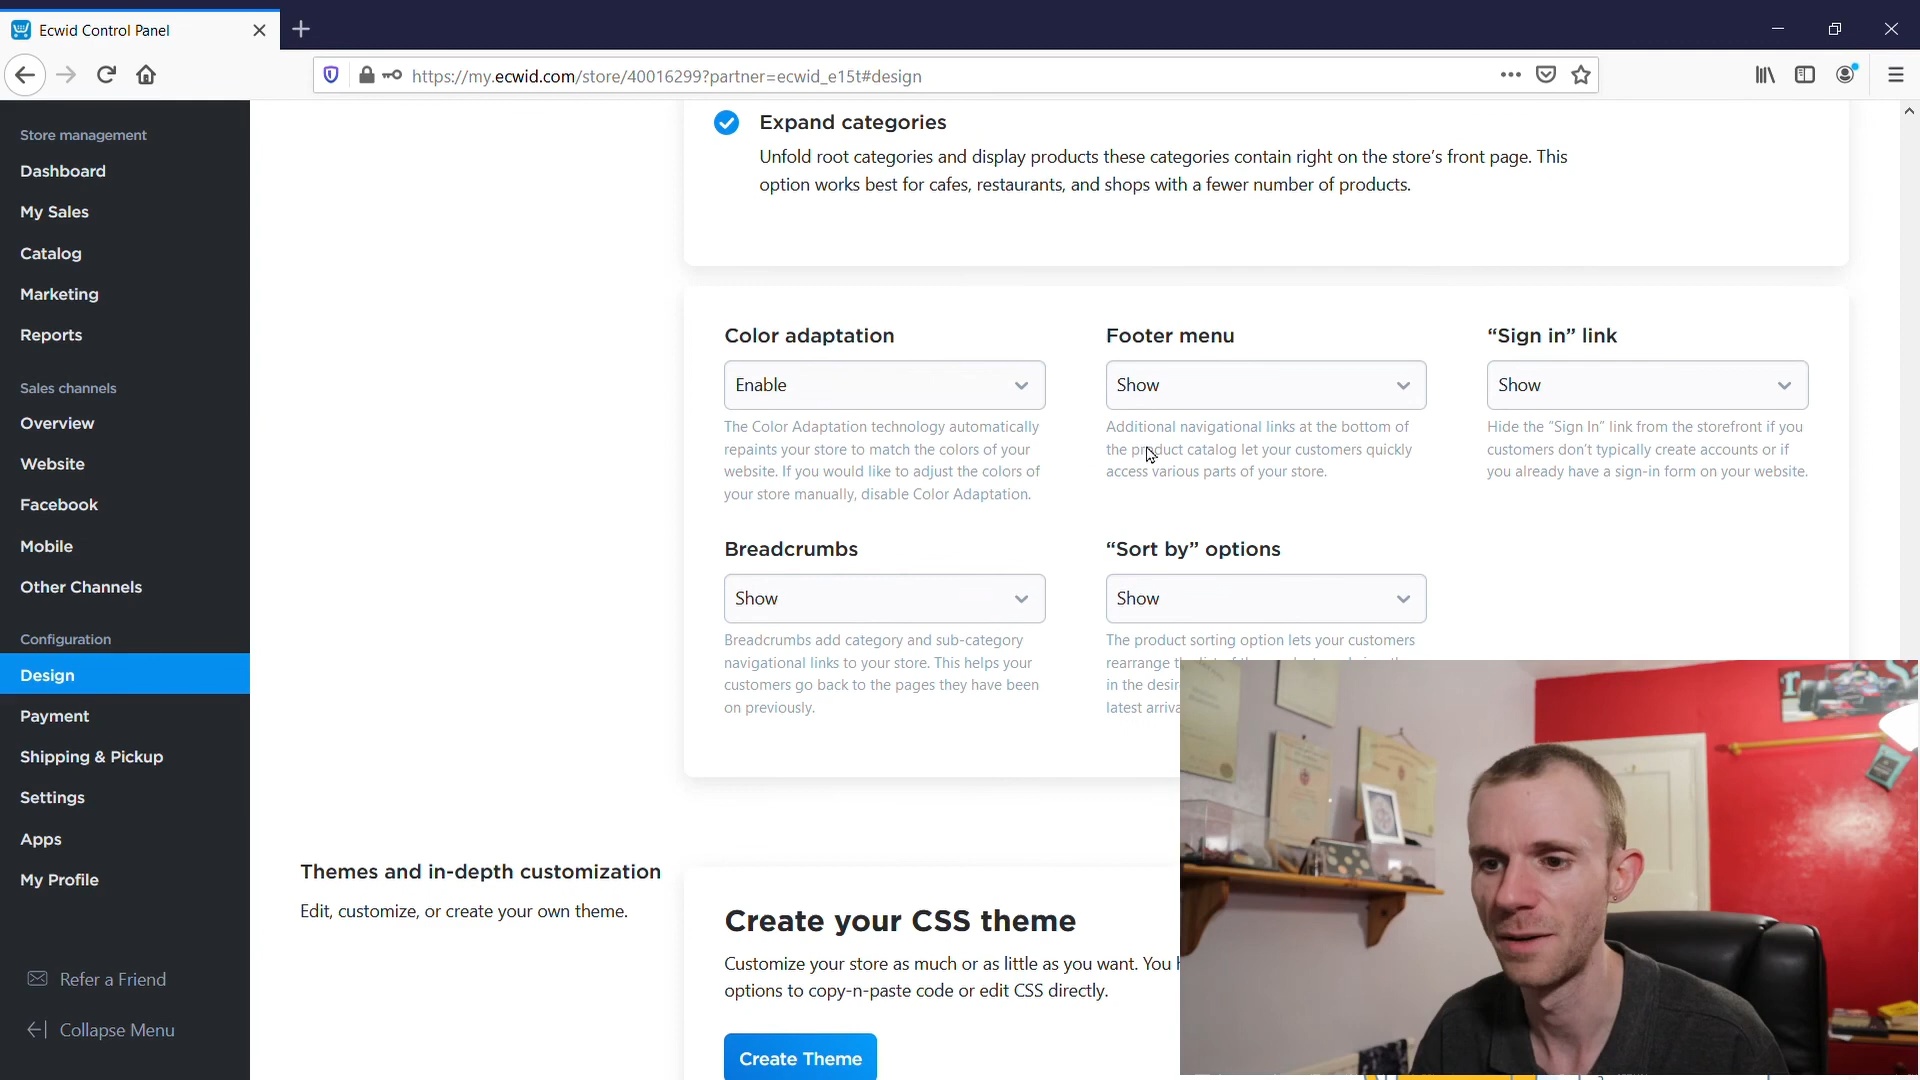 Ecwid Control Panel
https://my.ecwid.com/store/40016299?partner=ecwid_e15t#design
Store management
Dashboard
My Sales
Catalog
Marketing
Reports
Sales channels
Overview
Website
Facebook
Mobile
Other Channels
Configuration
Design
Payment
Shipping & Pickup
Settings
Apps
My Profile
Refer a Friend
Collapse Menu
Expand categories
Unfold root categories and display products these categories contain right on the store’s front page. This
option works best for cafes, restaurants, and shops with a fewer number of products.
Color adaptation
Enable
The Color Adaptation technology automatically
repaints your store to match the colors of your
website. If you would like to adjust the colors of
your store manually, disable Color Adaptation.
Footer menu
Show
Additional navigational links at the bottom of
the product catalog let your customers quickly
access various parts of your store.
“Sign in” link
Show
Hide the “Sign In” link from the storefront if you
customers don’t typically create accounts or if
you already have a sign-in form on your website.
Breadcrumbs
Show
Breadcrumbs add category and sub-category
navigational links to your store. This helps your
customers go back to the pages they have been
on previously.
“Sort by” options
Show
The product sorting option lets your customers
rearrange
in the
latest
Themes and in-depth customization
Edit, customize, or create your own theme.
Create your CSS theme
Customize your store as much or as little as you want. You
options to copy-n-paste code or edit CSS directly.
Create Theme